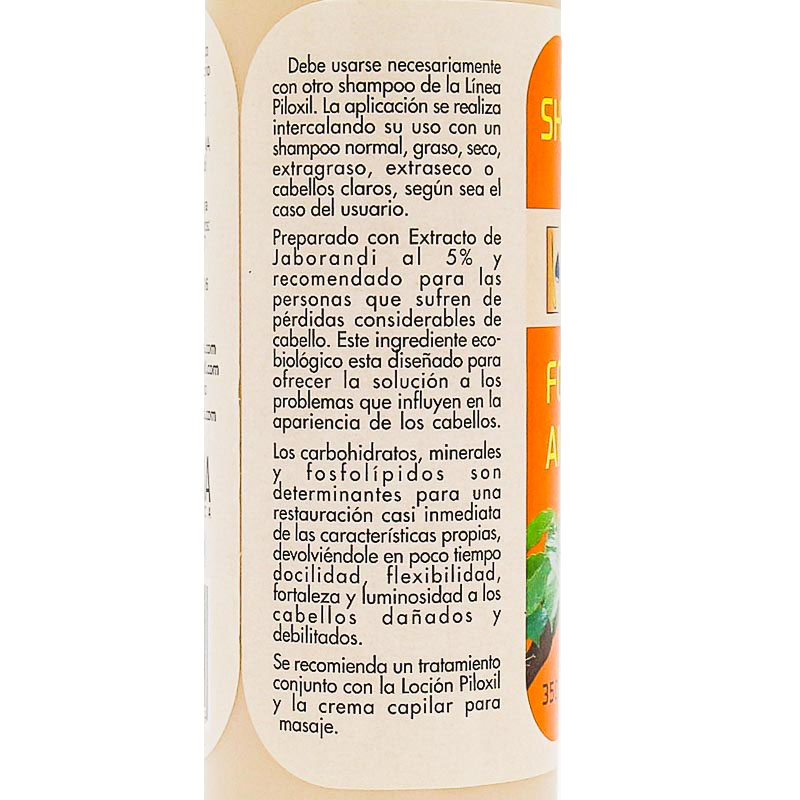 Debe usarse necesariamente
con otro shampoo de la Línea
Piloxil. La aplicación se realiza
intercalando su uso con un
shampoo normal, graso, seco,
extragraso, extraseco o
cabellos claros, según sea el
caso del usuario.
Preparado con Extracto de
Jaborandi al 5% y
recomendado para las
personas que sufren de
pérdidas considerables de
cabello. Este ingrediente eco-
biológico esta diseñado para
ofrecer la solución a los
problemas que influyen en la
apariencia de los cabellos.
Los carbohidratos, minerales
y fosfolípidos son
determinantes para una
restauración casi inmediata
de las características propias,
devolviéndole en poco tiempo
docilidad, flexibilidad,
fortaleza y luminosidad a los
cabellos dañados y
debilitados.
Se recomienda un tratamiento
conjunto con la Loción Piloxil
y la crema capilar para
masaje.